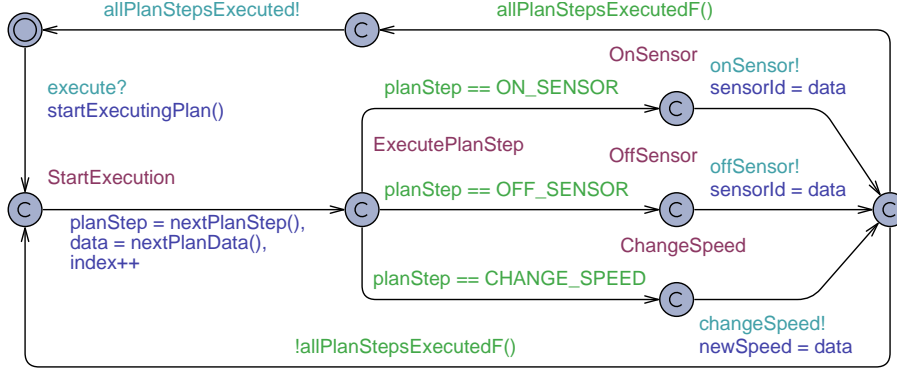 allPlanStepsExecuted!
allPlanStepsExecutedF()
OnSensor
execute?
startExecutingPlan()
planStep == ON_SENSOR
onSensor!
sensorId = data
C
C
ExecutePlanStep
OffSensor
StartExecution
planStep == OFF_SENSOR
offSensor!
sensorId = data
C
C
C
C
planStep = nextPlanStep(),
data = nextPlanData(),
index++
ChangeSpeed
planStep == CHANGE_SPEED
C
changeSpeed!
newSpeed = data
!allPlanStepsExecutedF()